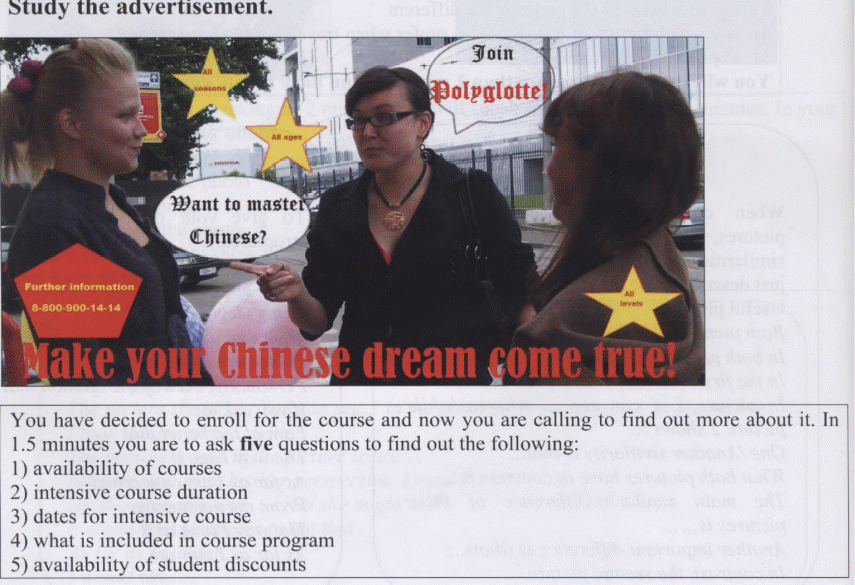 Study the advertisement.
All
seasons
Join
Polyglotte!
All ages
Want to master
Chinese?
Further information
8-800-900-14-14
All
levels
Make your Chinese dream come true!
You have decided to enroll for the course and now you are calling to find out more about it. In
1.5 minutes you are to ask five questions to find out the following:
1) availability of courses
2) intensive course duration
3) dates for intensive course
4) what is included in course program
5) availability of student discounts